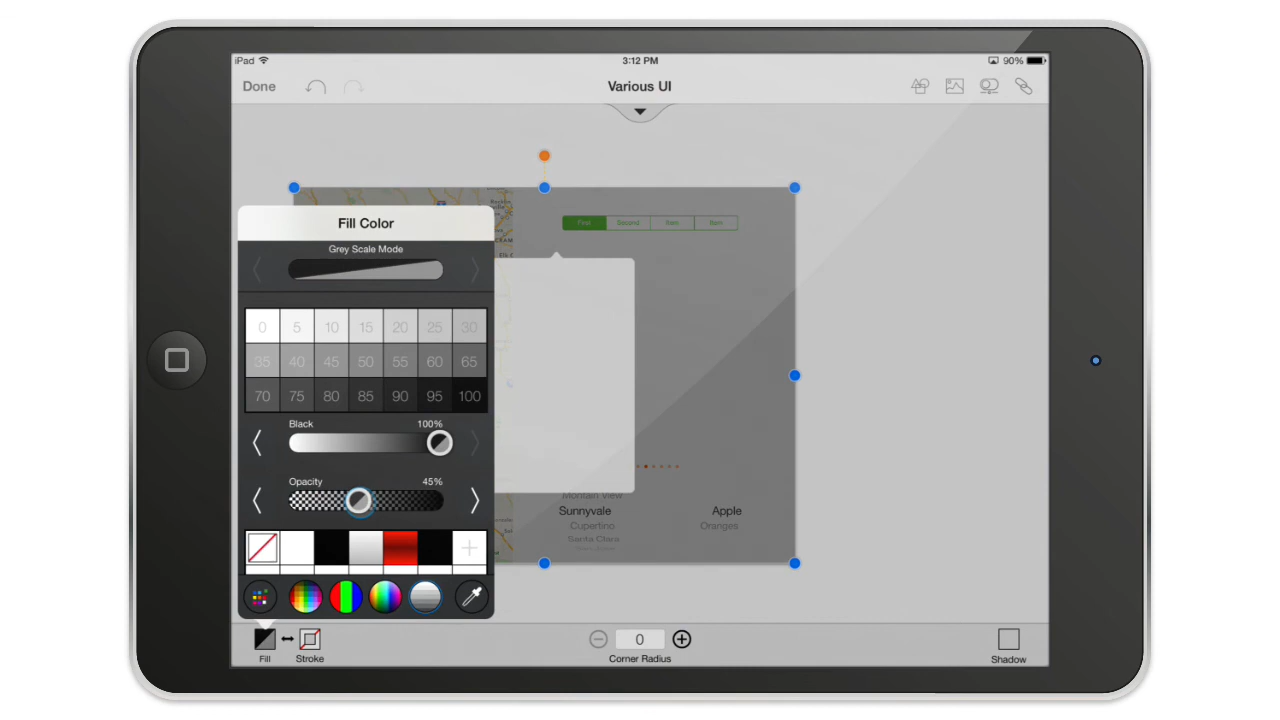 iPad
3:12 PM
90%
Done
Various UI
First Second Item Item
Fill Color
Grey Scale Mode
0 5 10 15 20 25 30
35 40 45 50 55 60 65
70 75 80 85 90 95 100
Black 100%
Opacity 45%
Montain View
Sunnyvale Apple
Cupertino Oranges
Santa Clara
Fill
Stroke
0
Corner Radius
Shadow